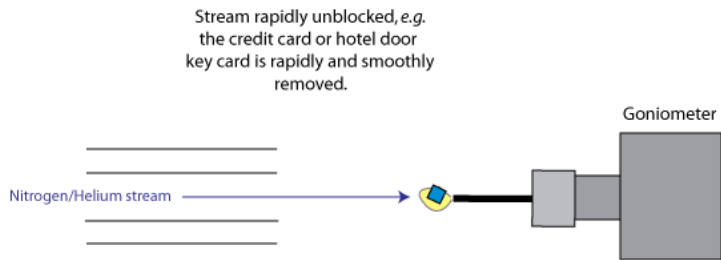 Stream rapidly unblocked, e.g.
the credit card or hotel door
key card is rapidly and smoothly
removed.
Goniometer
Nitrogen/Helium stream